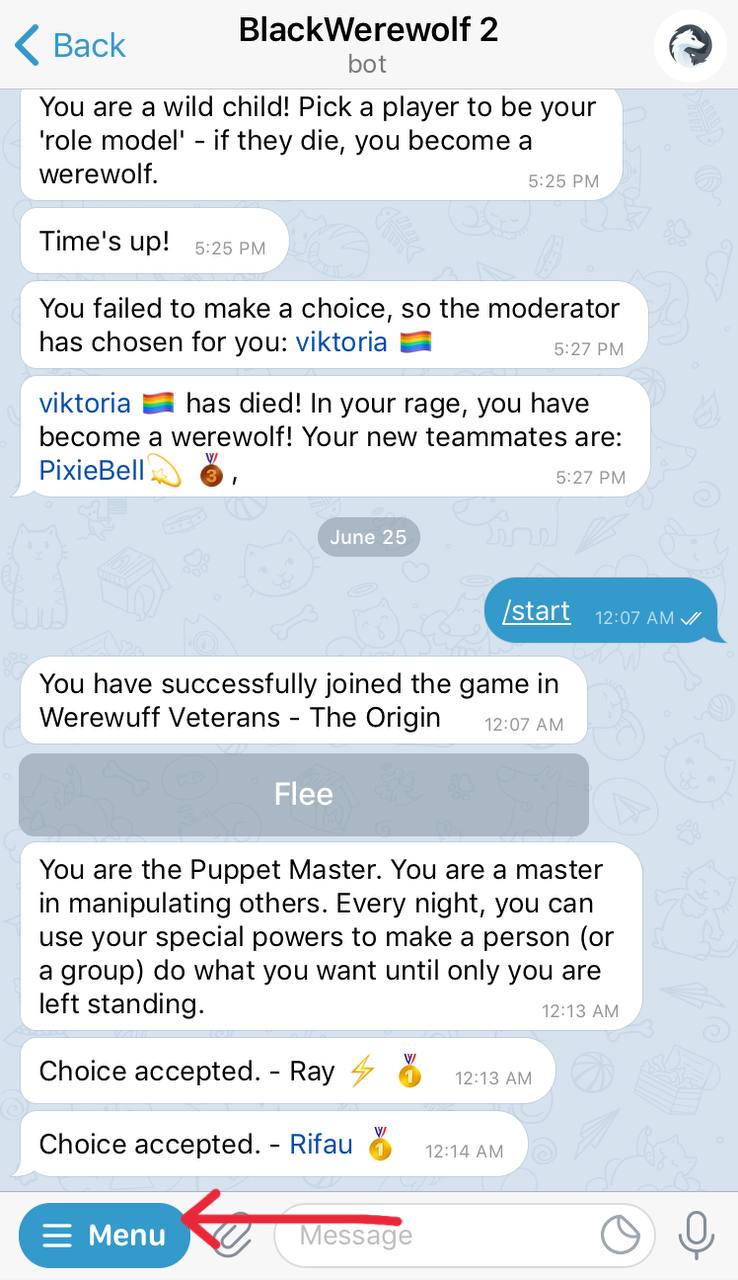 Back
BlackWerewolf 2
bot
You are a wild child! Pick a player to be your
'role model' - if they die, you become a
werewolf.
5:25 PM
Time's up!
5:25 PM
You failed to make a choice, so the moderator
has chosen for you: viktoria 🏳️‍🌈
5:27 PM
viktoria 🏳️‍🌈 has died! In your rage, you have
become a werewolf! Your new teammates are:
PixieBell💫 🥉,
5:27 PM
June 25
/start
12:07 AM
You have successfully joined the game in
Werewuff Veterans - The Origin
12:07 AM
Flee
You are the Puppet Master. You are a master
in manipulating others. Every night, you can
use your special powers to make a person (or
a group) do what you want until only you are
left standing.
12:13 AM
Choice accepted. - Ray ⚡ 🥇
12:13 AM
Choice accepted. - Rifau 🥇
12:14 AM
Menu
Message